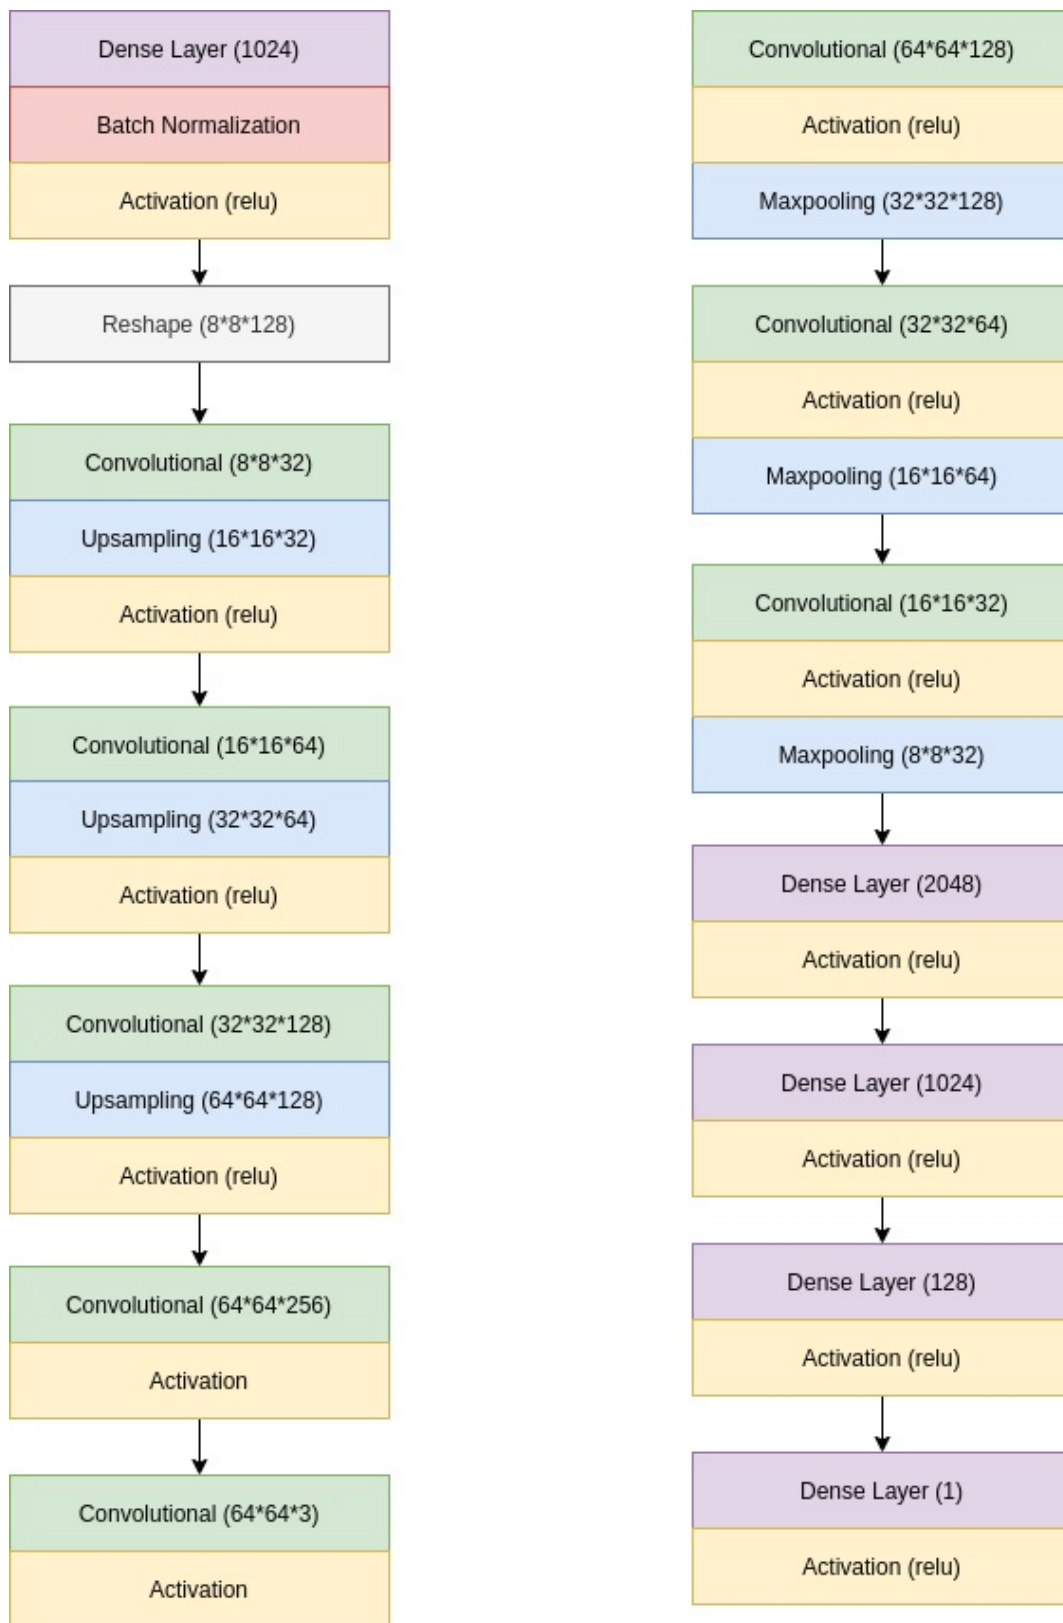 Dense Layer (1024)
Batch Normalization
Activation (relu)
Reshape (8*8*128)
Convolutional (8*8*32)
Upsampling (16*16*32)
Activation (relu)
Convolutional (16*16*64)
Upsampling (32*32*64)
Activation (relu)
Convolutional (32*32*128)
Upsampling (64*64*128)
Activation (relu)
Convolutional (64*64*256)
Activation
Convolutional (64*64*3)
Activation
Convolutional (64*64*128)
Activation (relu)
Maxpooling (32*32*128)
Convolutional (32*32*64)
Activation (relu)
Maxpooling (16*16*64)
Convolutional (16*16*32)
Activation (relu)
Maxpooling (8*8*32)
Dense Layer (2048)
Activation (relu)
Dense Layer (1024)
Activation (relu)
Dense Layer (128)
Activation (relu)
Dense Layer (1)
Activation (relu)